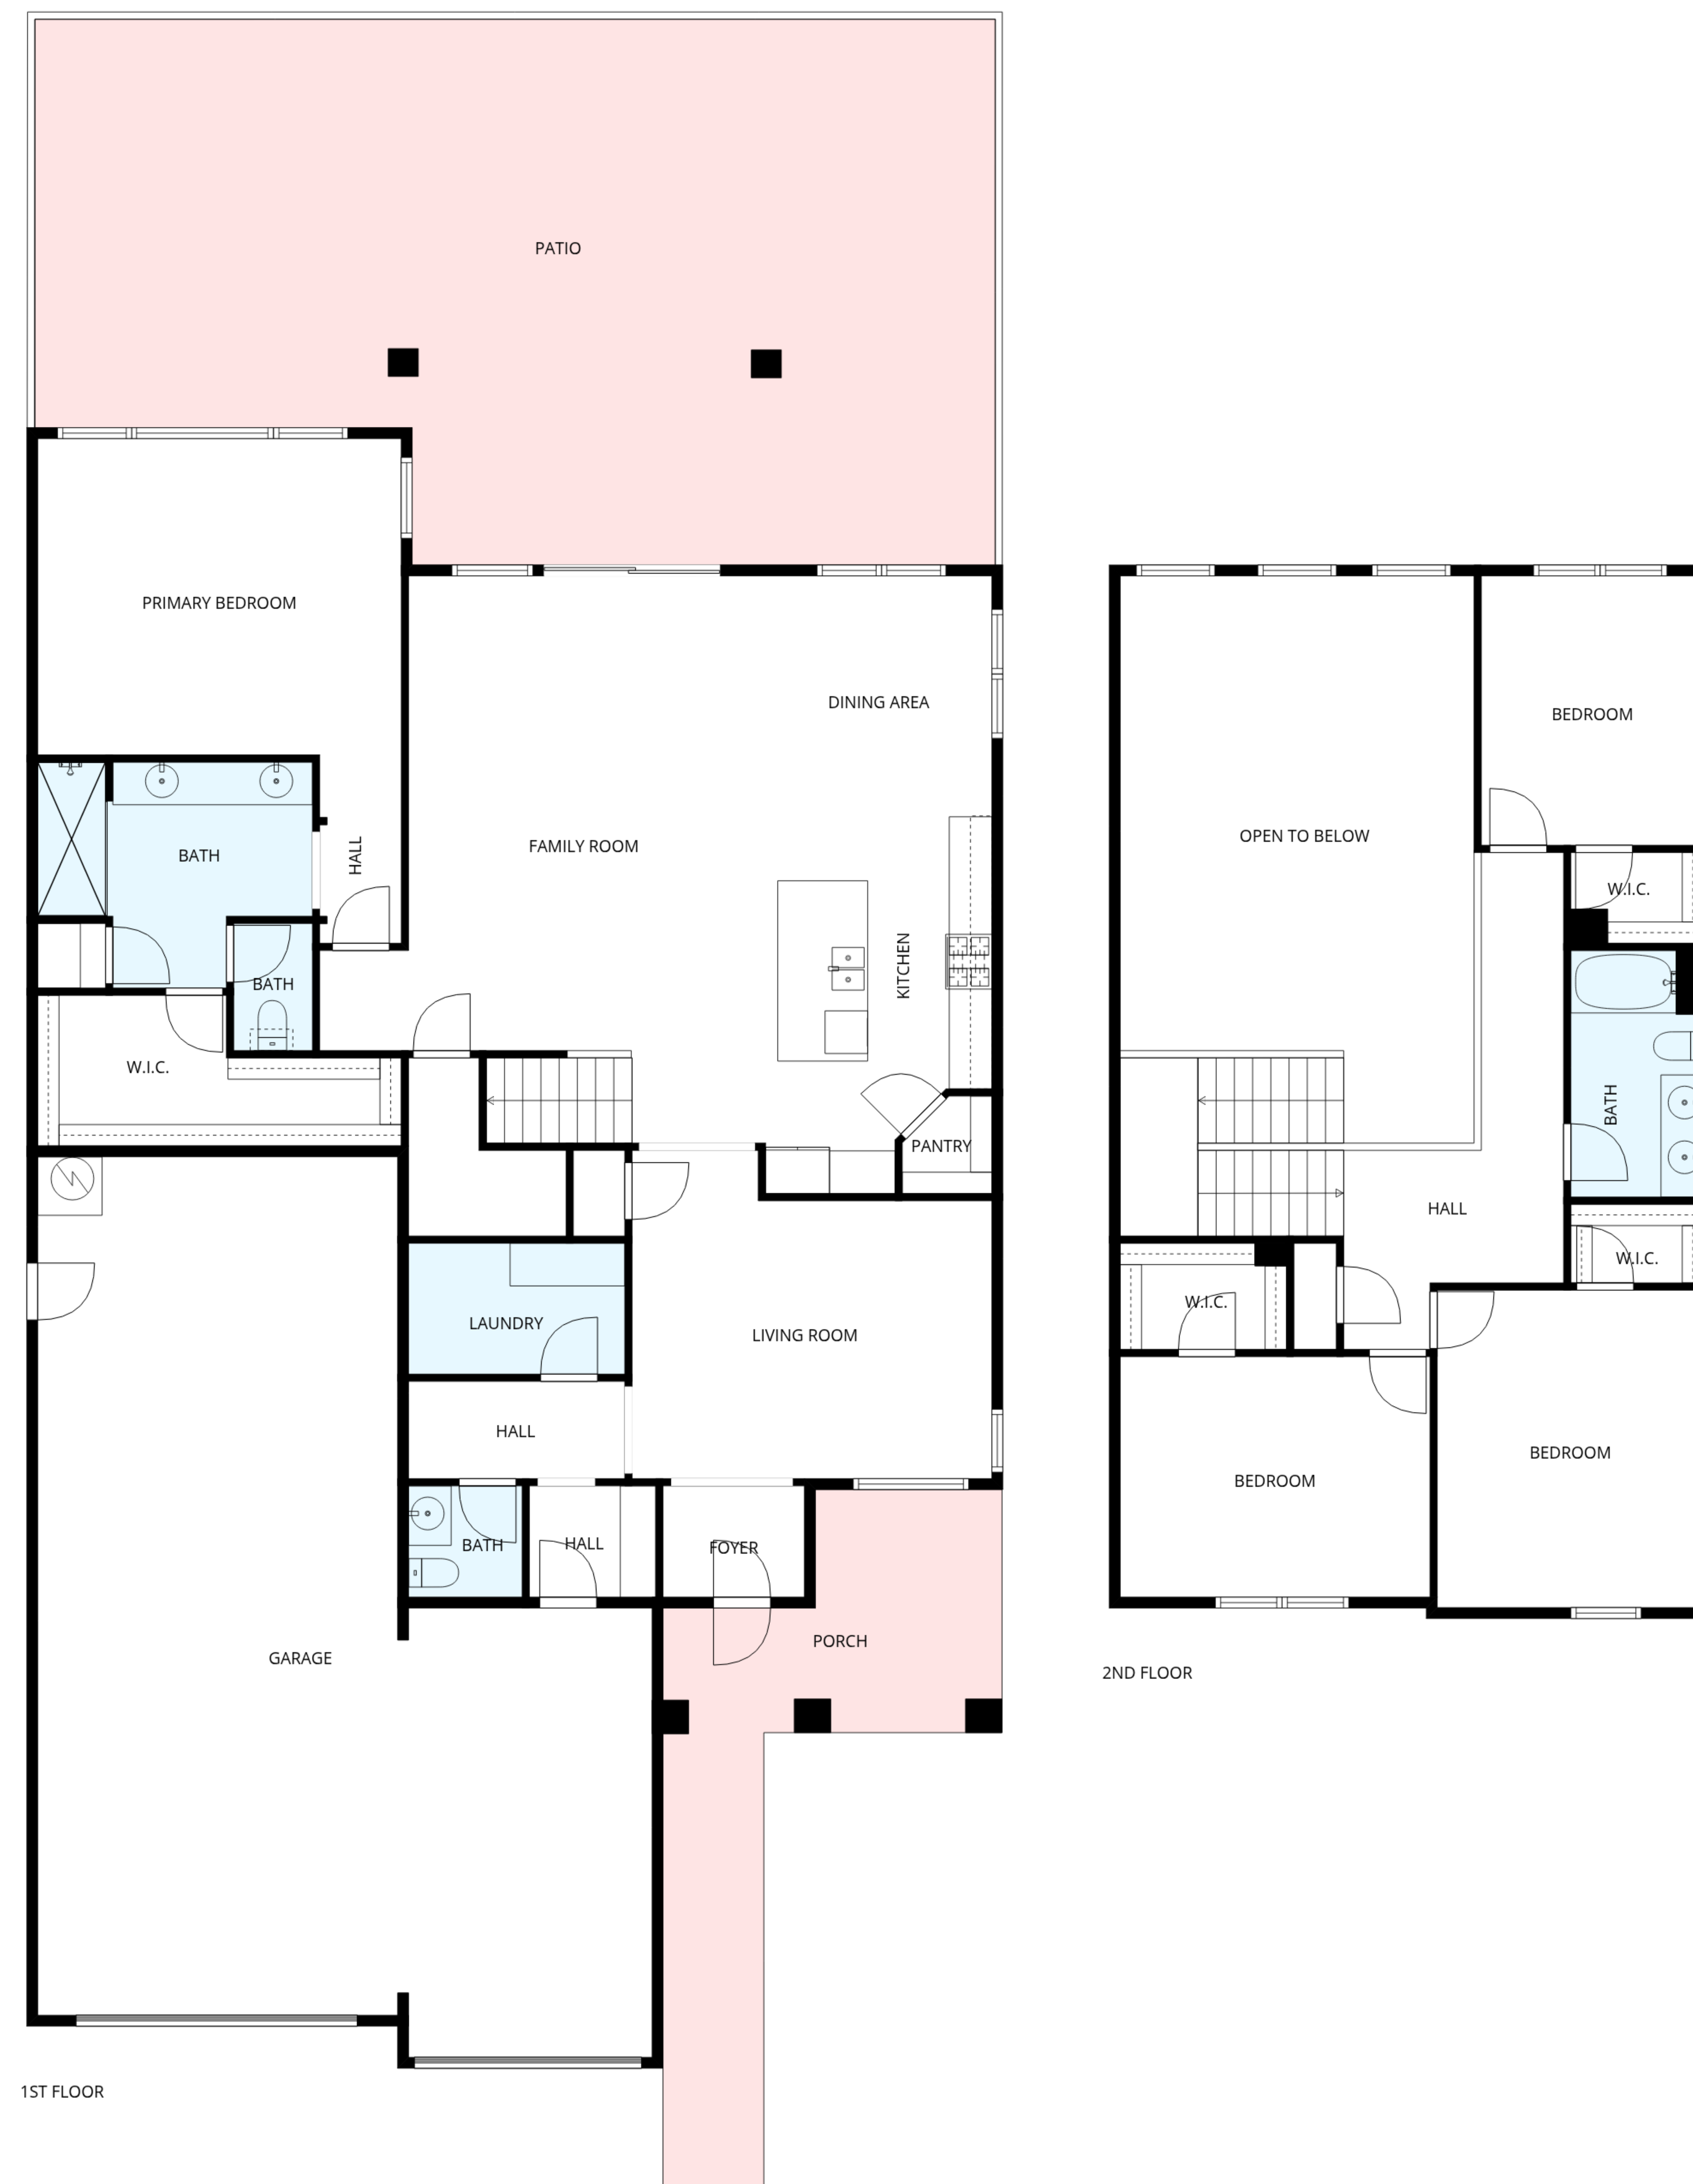 PATIO
PRIMARY BEDROOM
DINING AREA
BATH
HALL
FAMILY ROOM
KITCHEN
BATH
W.I.C.
PANTRY
LAUNDRY
LIVING ROOM
HALL
BATH
HALL
FOYER
GARAGE
PORCH
1ST FLOOR
BEDROOM
OPEN TO BELOW
W.I.C.
BATH
HALL
W.I.C.
W.I.C.
BEDROOM
BEDROOM
2ND FLOOR